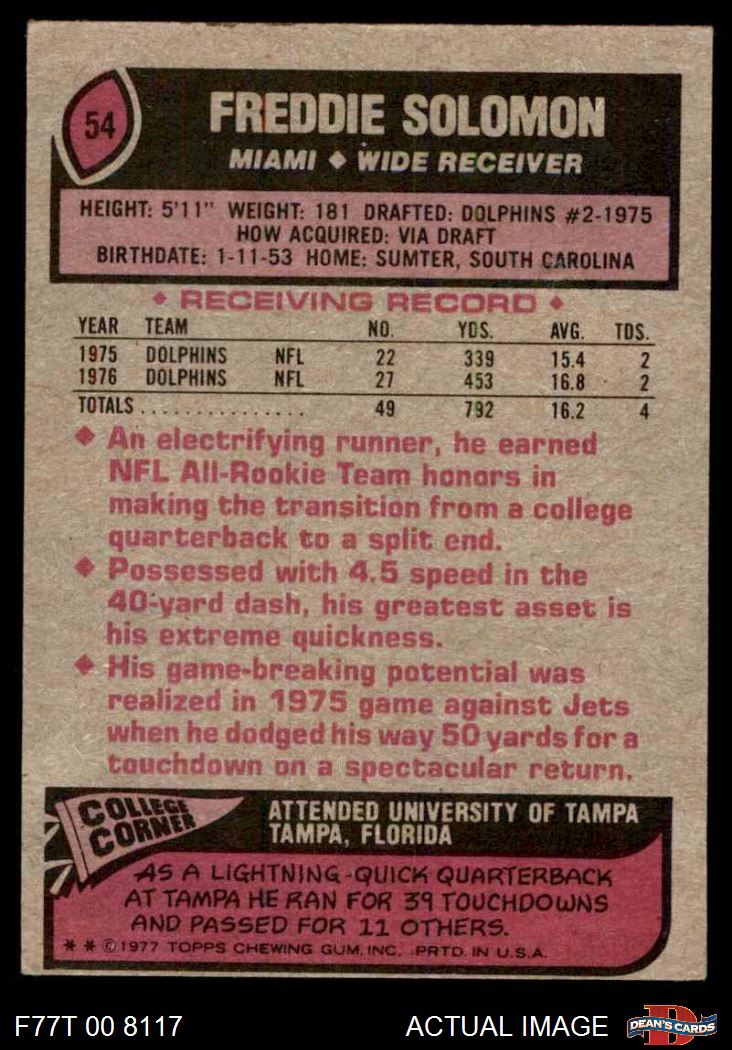 54
FREDDIE SOLOMON
MIAMI ◆ WIDE RECEIVER
HEIGHT: 5'11" WEIGHT: 181 DRAFTED: DOLPHINS #2-1975
HOW ACQUIRED: VIA DRAFT
BIRTHDATE: 1-11-53 HOME: SUMTER, SOUTH CAROLINA
◆ RECEIVING RECORD ◆
YEAR TEAM NO. YDS. AVG. TDS.
1975 DOLPHINS NFL 22 339 15.4 2
1976 DOLPHINS NFL 27 453 16.8 2
TOTALS............... 49 792 16.2 4
◆ An electrifying runner, he earned
NFL All-Rookie Team honors in
making the transition from a college
quarterback to a split end.
◆ Possessed with 4.5 speed in the
40-yard dash, his greatest asset is
his extreme quickness.
◆ His game-breaking potential was
realized in 1975 game against Jets
when he dodged his way 50 yards for a
touchdown on a spectacular return.
COLLEGE
CORNER
ATTENDED UNIVERSITY OF TAMPA
TAMPA, FLORIDA
AS A LIGHTNING-QUICK QUARTERBACK
AT TAMPA HE RAN FOR 39 TOUCHDOWNS
AND PASSED FOR 11 OTHERS.
* * © 1977 TOPPS CHEWING GUM, INC. PRTD. IN U.S.A.
F77T 00 8117
ACTUAL IMAGE
D
DEAN'S CARDS